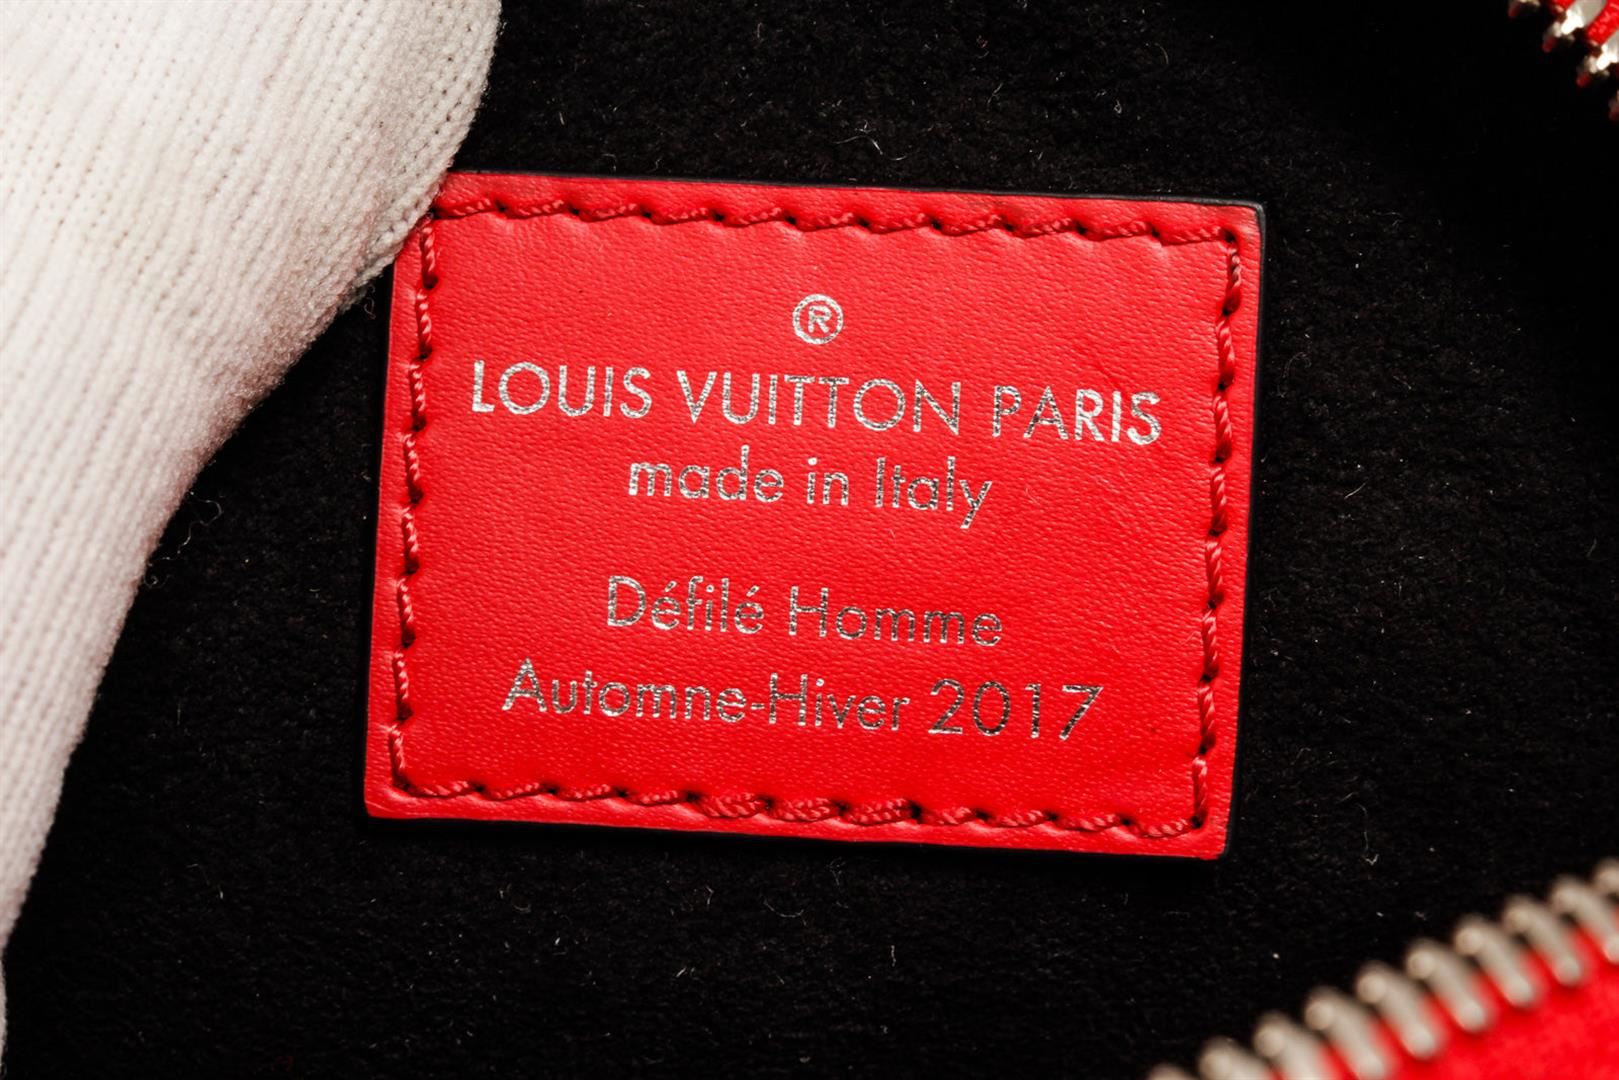 ®
LOUIS VUITTON PARIS
made in Italy
Défilé Homme
Automne-Hiver 2017